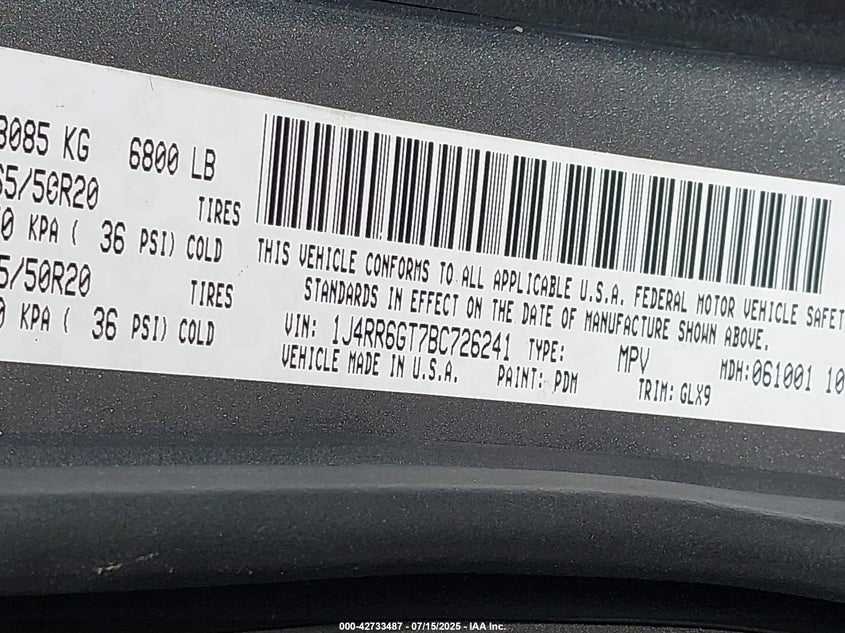 3085 KG 6800 LB
65/50R20 TIRES
0 KPA ( 36 PSI) COLD
5/50R20 TIRES
0 KPA ( 36 PSI) COLD
THIS VEHICLE CONFORMS TO ALL APPLICABLE U.S.A. FEDERAL MOTOR VEHICLE SAFET
STANDARDS IN EFFECT ON THE DATE OF MANUFACTURE SHOWN ABOVE.
VIN: 1J4RR6GT7BC726241 TYPE: MPV MDH:061001 10
VEHICLE MADE IN U.S.A. PAINT: PDM TRIM: GLX9
000-42733487 - 07/15/2025 - IAA Inc.